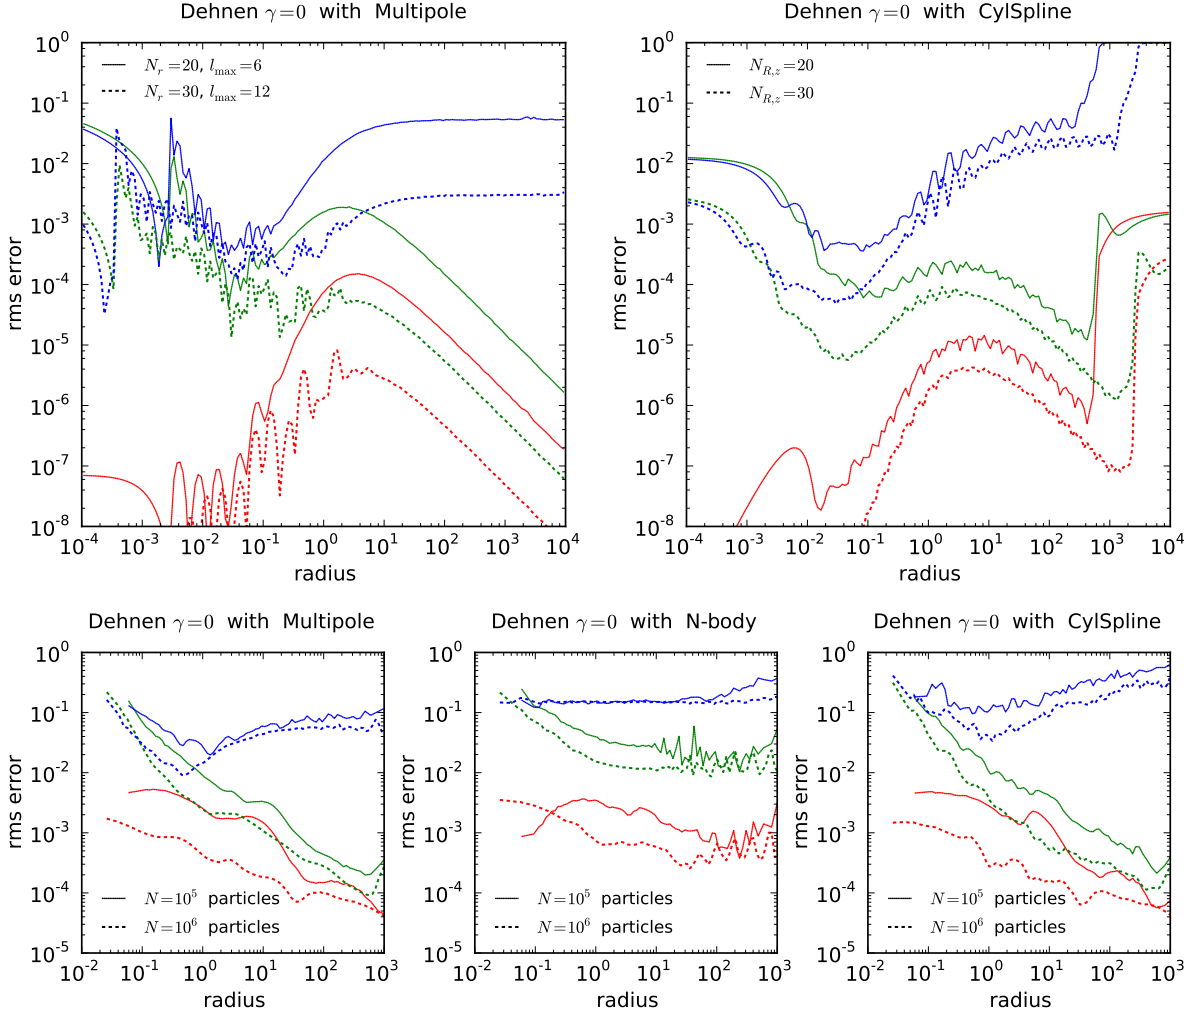 Dehnen γ=0 with Multipole
Dehnen γ=0 with CylSpline
N_r=20, l_max=6
N_r=30, l_max=12
N_{R,z}=20
N_{R,z}=30
10^0
10^-1
10^-2
10^-3
10^-4
10^-5
10^-6
10^-7
10^-8
rms error
10^-4 10^-3 10^-2 10^-1 10^0 10^1 10^2 10^3 10^4
radius
10^0
10^-1
10^-2
10^-3
10^-4
10^-5
10^-6
10^-7
10^-8
rms error
10^-4 10^-3 10^-2 10^-1 10^0 10^1 10^2 10^3 10^4
radius
Dehnen γ=0 with Multipole
10^0
10^-1
10^-2
10^-3
10^-4
10^-5
rms error
N=10^5 particles
N=10^6 particles
10^-2 10^-1 10^0 10^1 10^2 10^3
radius
Dehnen γ=0 with N-body
10^0
10^-1
10^-2
10^-3
10^-4
10^-5
rms error
N=10^5 particles
N=10^6 particles
10^-2 10^-1 10^0 10^1 10^2 10^3
radius
Dehnen γ=0 with CylSpline
10^0
10^-1
10^-2
10^-3
10^-4
10^-5
rms error
N=10^5 particles
N=10^6 particles
10^-2 10^-1 10^0 10^1 10^2 10^3
radius